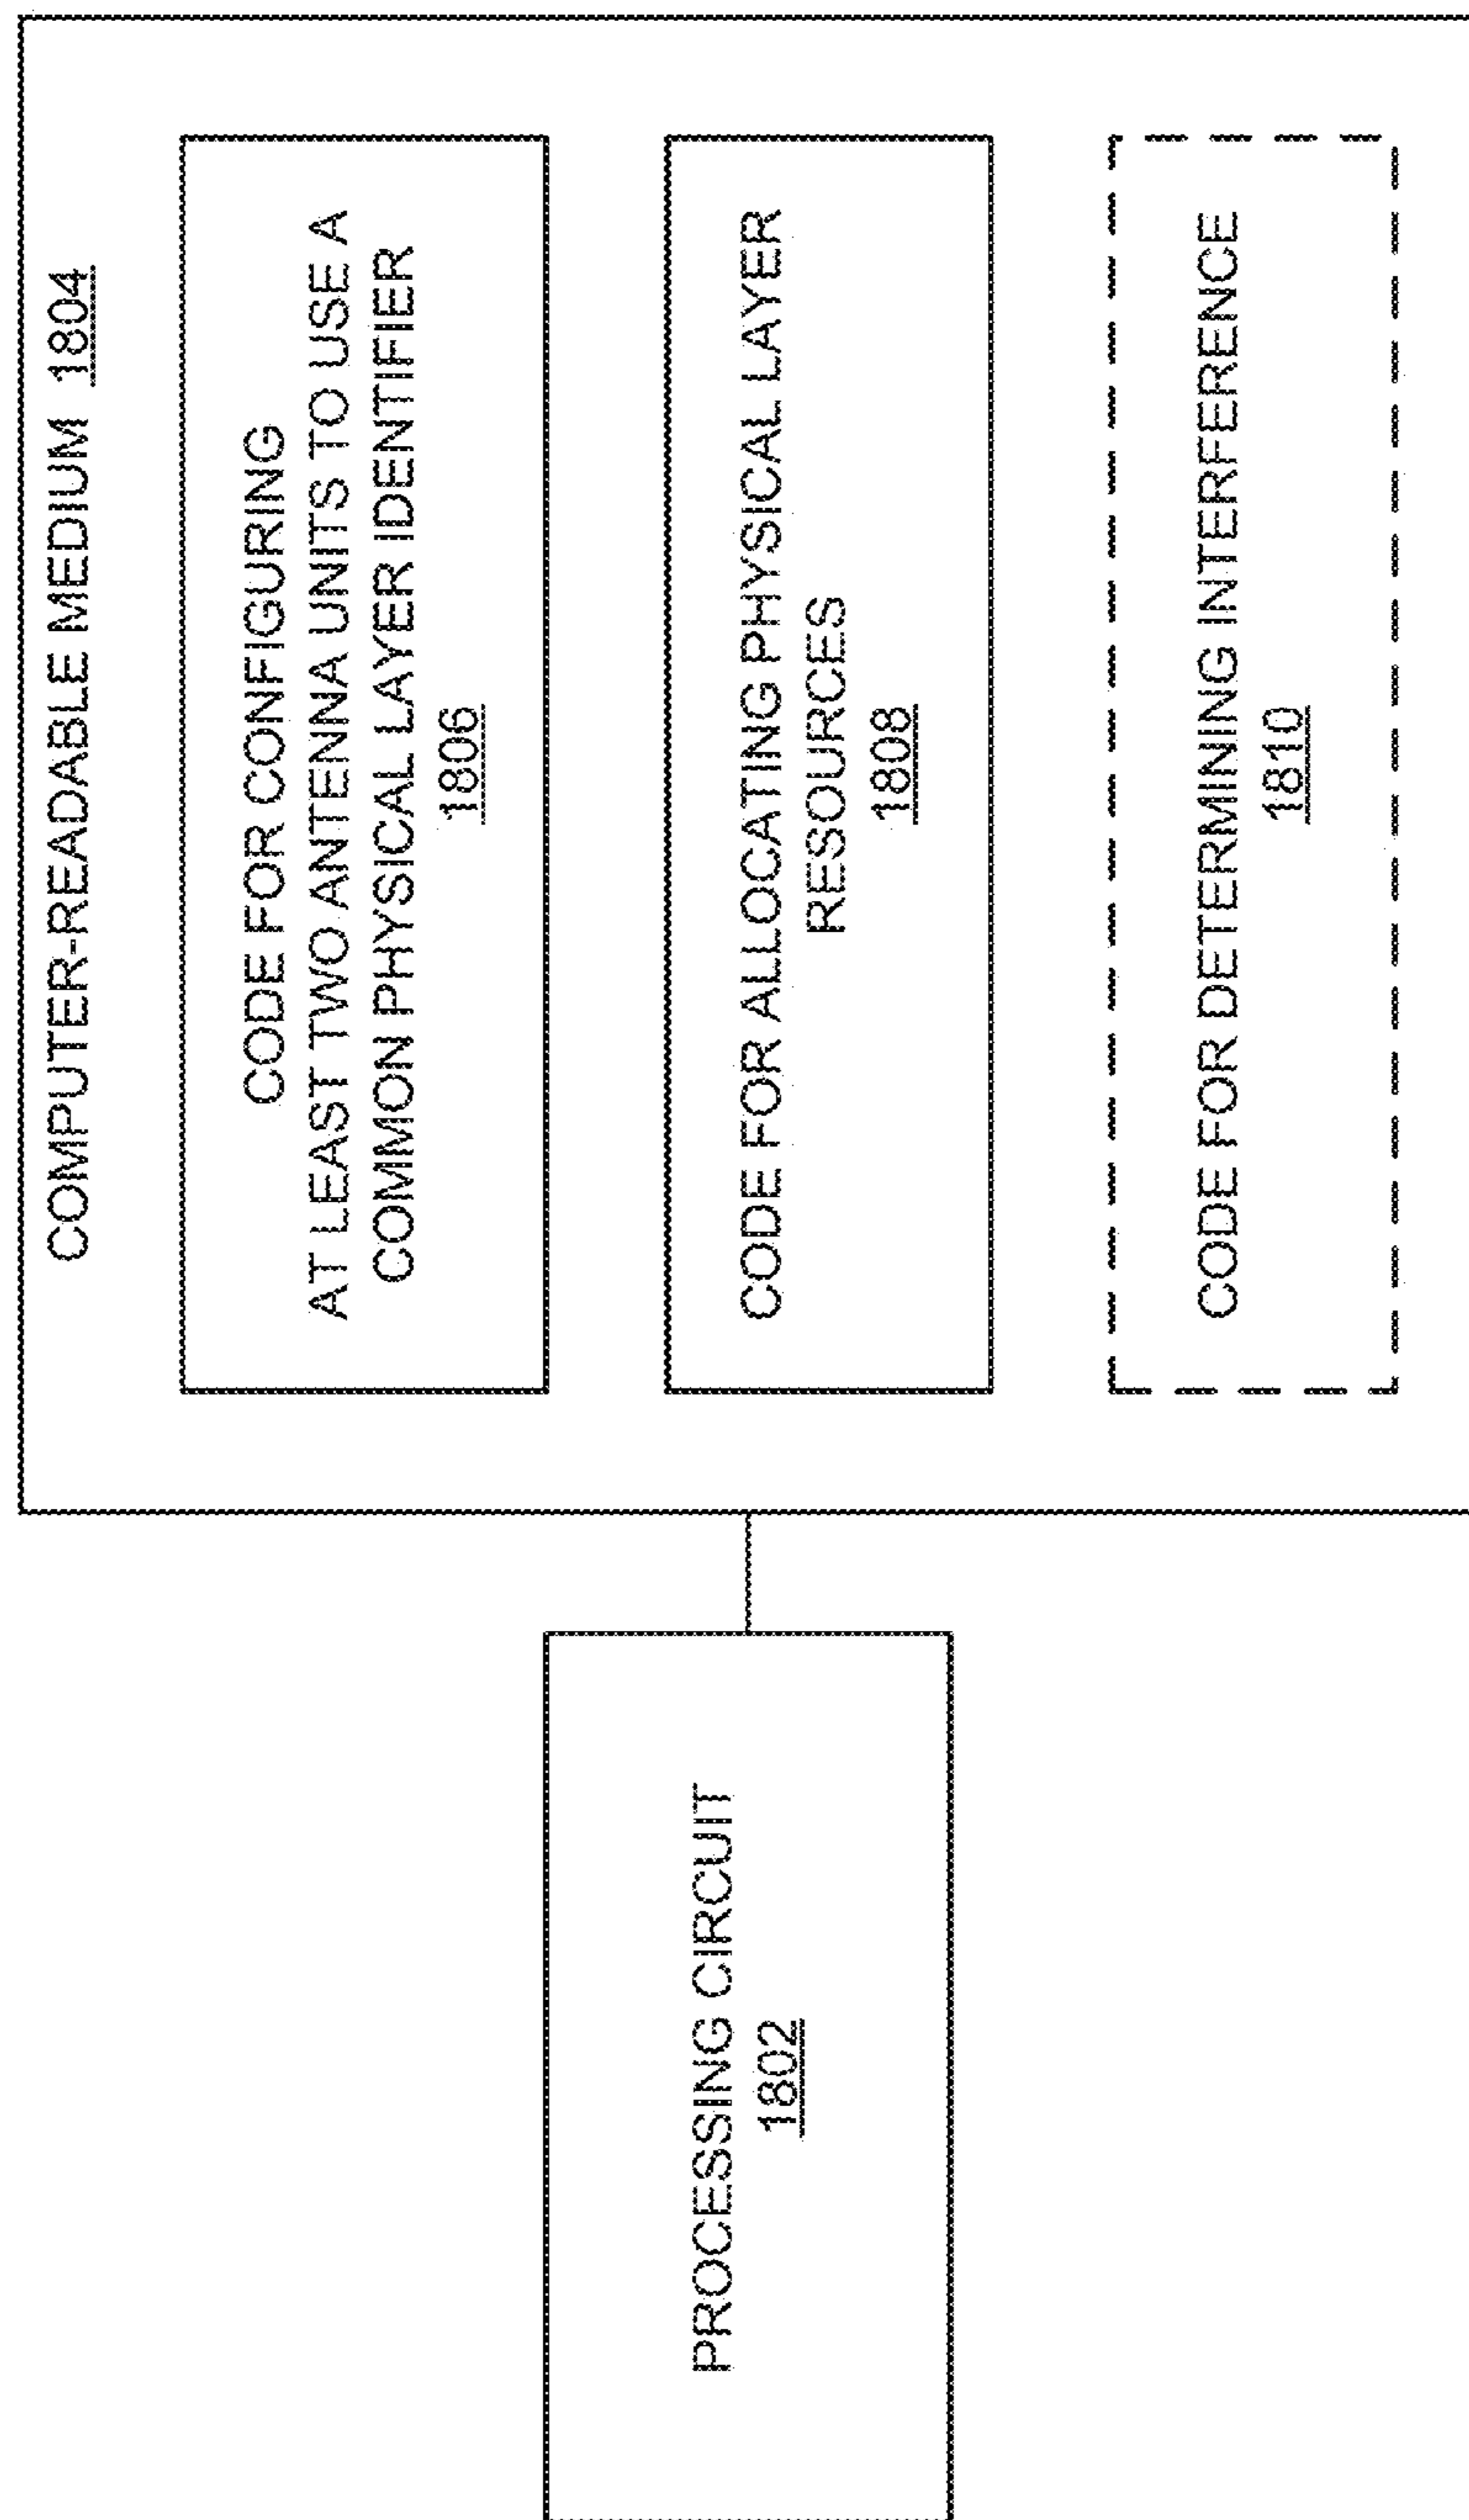 COMPUTER-READABLE MEDIUM 1804
CODE FOR CONFIGURING
AT LEAST TWO ANTENNA UNITS TO USE A
COMMON PHYSICAL LAYER IDENTIFIER
1806
CODE FOR ALLOCATING PHYSICAL LAYER
RESOURCES
1808
CODE FOR DETERMINING INTERFERENCE
1810
PROCESSING CIRCUIT
1802